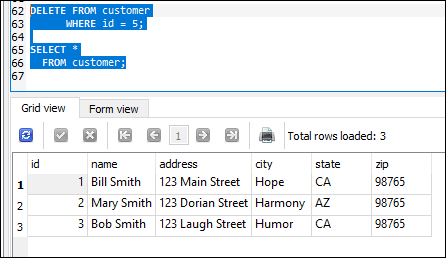 62 DELETE FROM customer
63 WHERE id = 5;
64
65 SELECT *
66 FROM customer;
67
Grid view Form view
1 Total rows loaded: 3
id name address city state zip
1 1 Bill Smith 123 Main Street Hope CA 98765
2 2 Mary Smith 123 Dorian Street Harmony AZ 98765
3 3 Bob Smith 123 Laugh Street Humor CA 98765